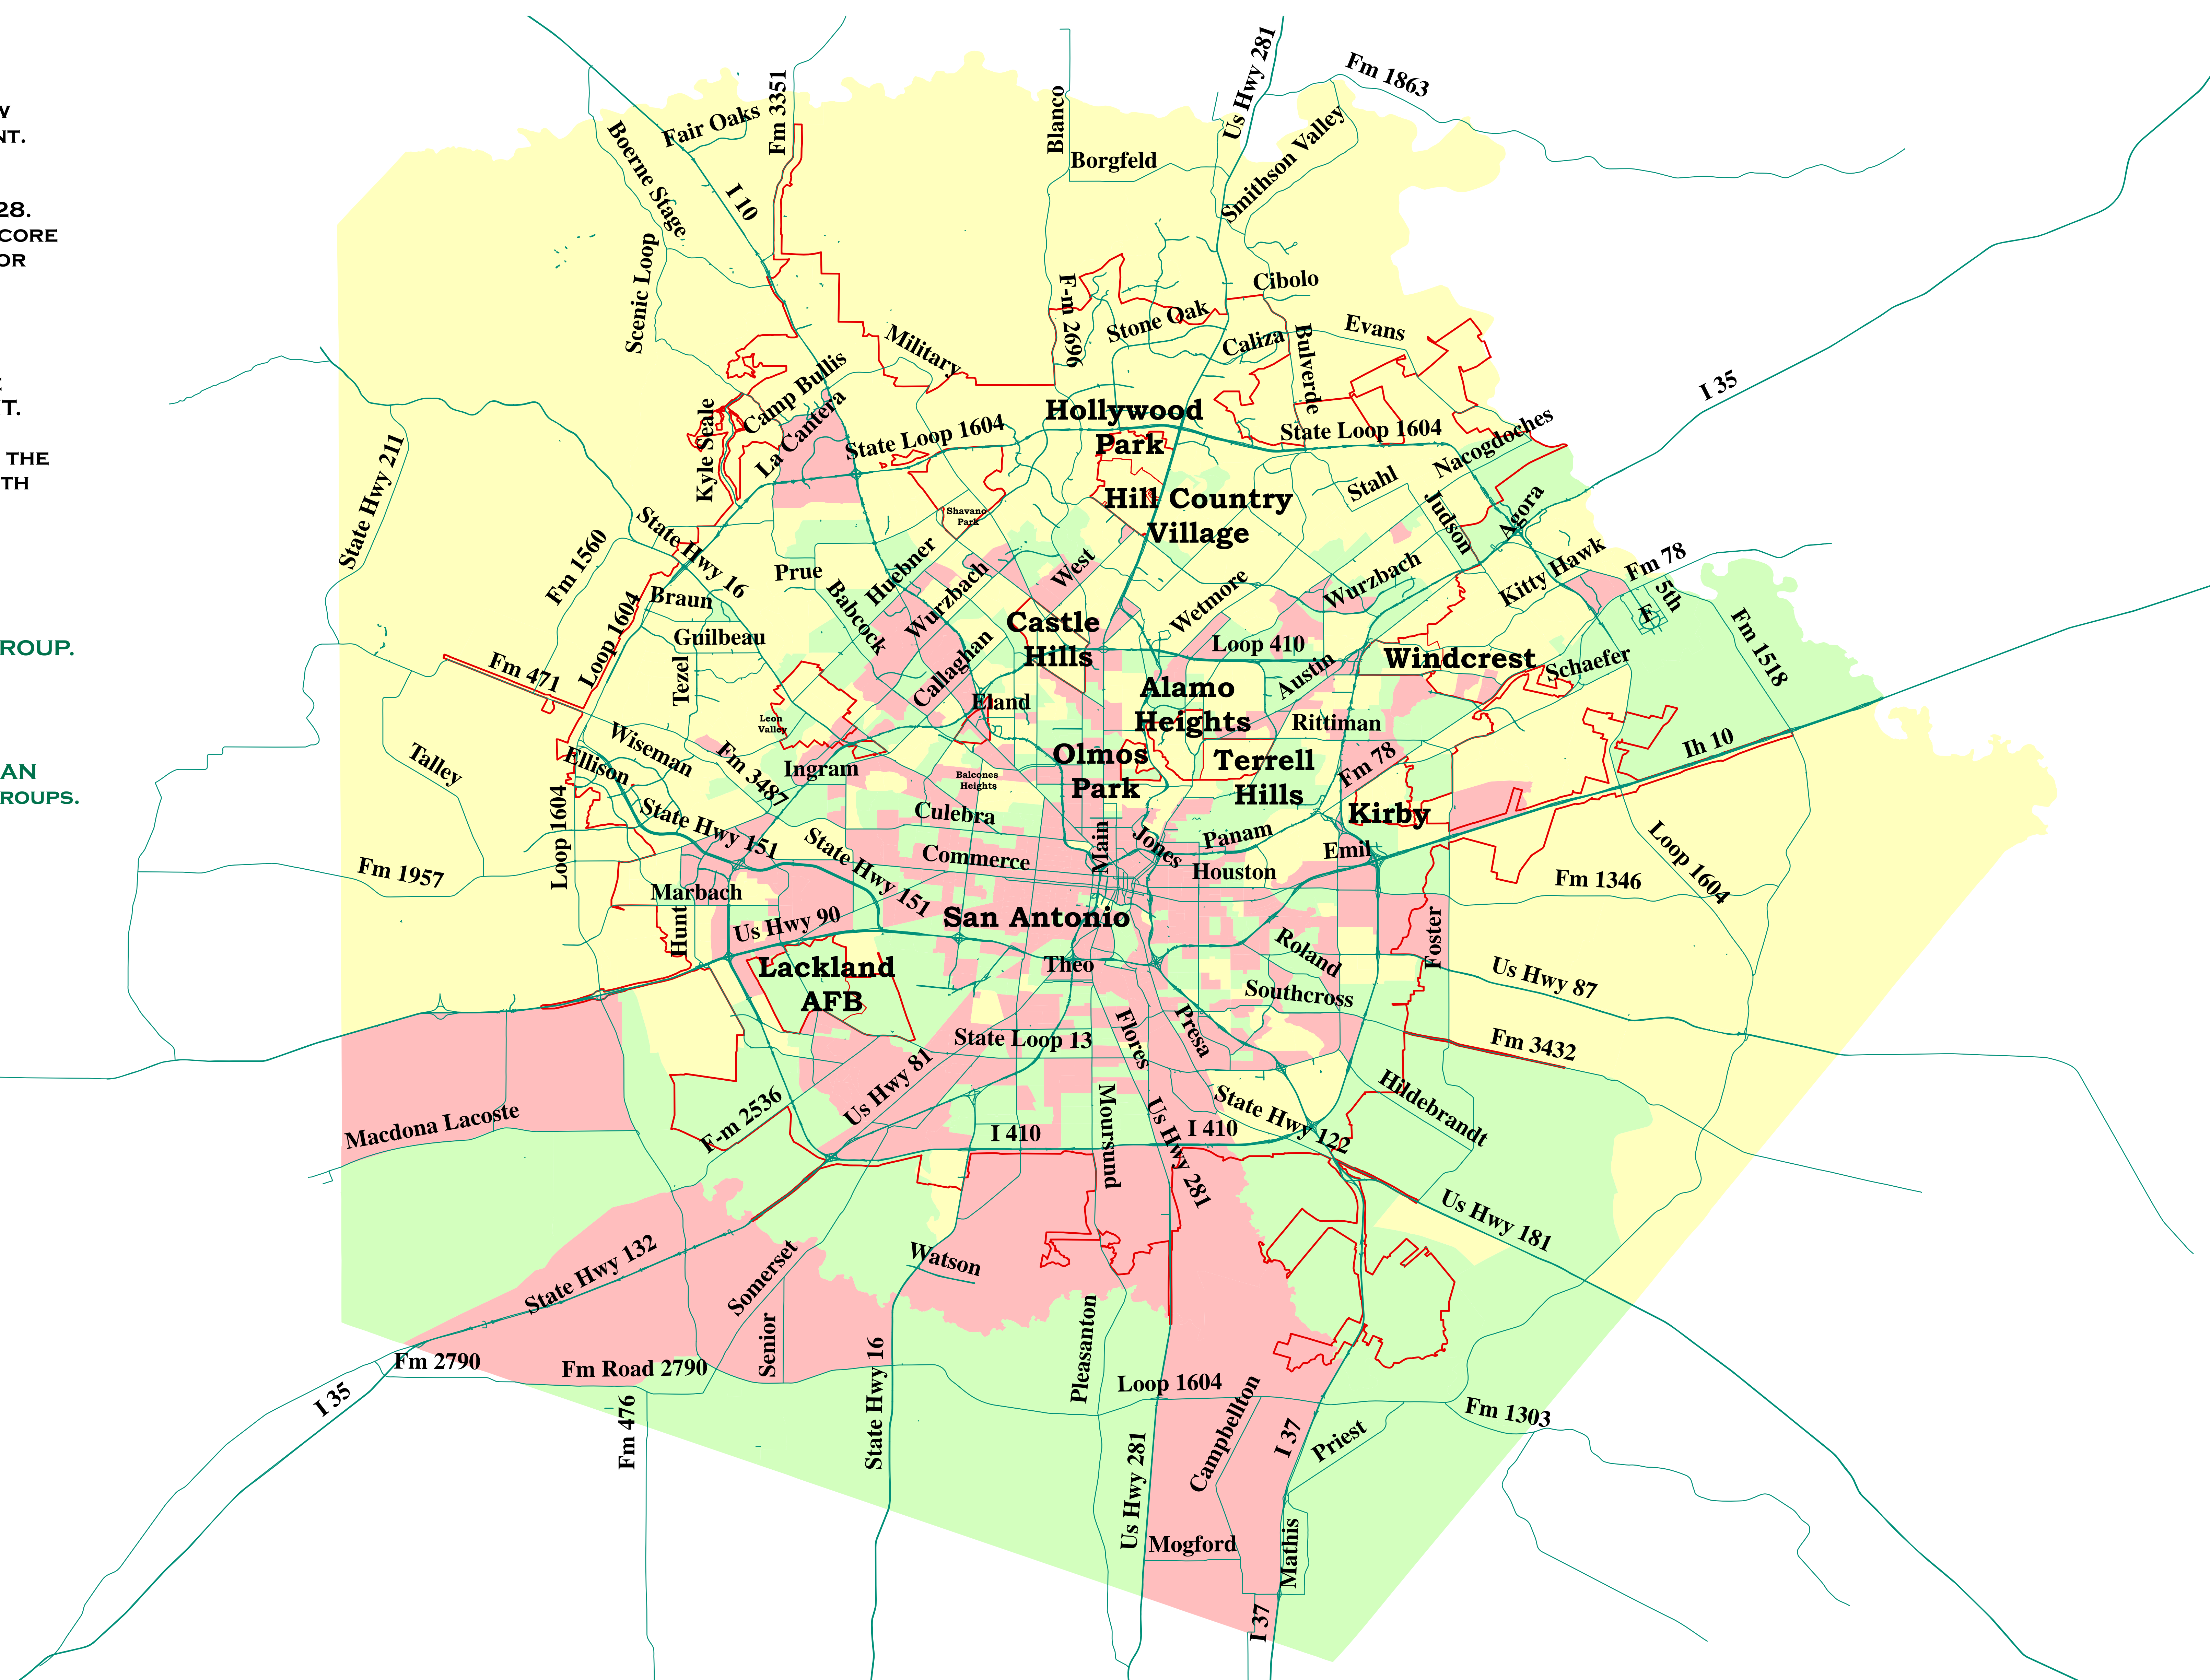 W
NT.
28.
CORE
OR
E
XT.
THE
TH
ROUP.
AN
ROUPS.
Us Hwy 281
Fm 1863
Fm 3351
Fair Oaks
Blanco
Borgfeld
Smithson Valley
Boerne Stage
I 10
Scenic Loop
F-m 2696
Cibolo
Stone Oak
Caliza
Bulverde
Evans
Military
Camp Bullis
La Cantera
Kyle Seale
Hollywood
Park
State Loop 1604
State Loop 1604
Nacogdoches
I 35
State Hwy 211
Stahl
Judson
Agora
Hill Country
Village
Shavano
Park
State Hwy 16
Fm 1560
Prue
Huebner
Wurzbach
West
Wetmore
Wurzbach
Kitty Hawk
Fm 78
5th
F
Fm 1518
Braun
Guilbeau
Babcock
Loop 1604
Tezel
Callaghan
Castle
Hills
Loop 410
Austin
Windcrest
Schaefer
Fm 471
Eland
Alamo
Heights
Rittiman
Leon
Valley
Wiseman
Ellison
Talley
Fm 3487
Ingram
Balcones
Heights
Olmos
Park
Terrell
Hills
Fm 78
Ih 10
Kirby
State Hwy 151
Culebra
State Hwy 151
Commerce
Main
Jones
Panam
Emil
Houston
Loop 1604
Fm 1957
Loop 1604
Marbach
Fm 1346
Hunt
Us Hwy 90
San Antonio
Foster
Lackland
AFB
Theo
Roland
Southcross
Us Hwy 87
State Loop 13
Flores
Presa
Fm 3432
Us Hwy 81
F-m 2536
Macdona Lacoste
Moursund
Us Hwy 281
I 410
I 410
State Hwy 122
Hildebrandt
Us Hwy 181
State Hwy 132
Somerset
Watson
Senior
Pleasanton
Fm 2790
Fm Road 2790
Loop 1604
I 35
Fm 476
State Hwy 16
Us Hwy 281
Campbellton
I 37
Priest
Fm 1303
Mogford
Mathis
I 37